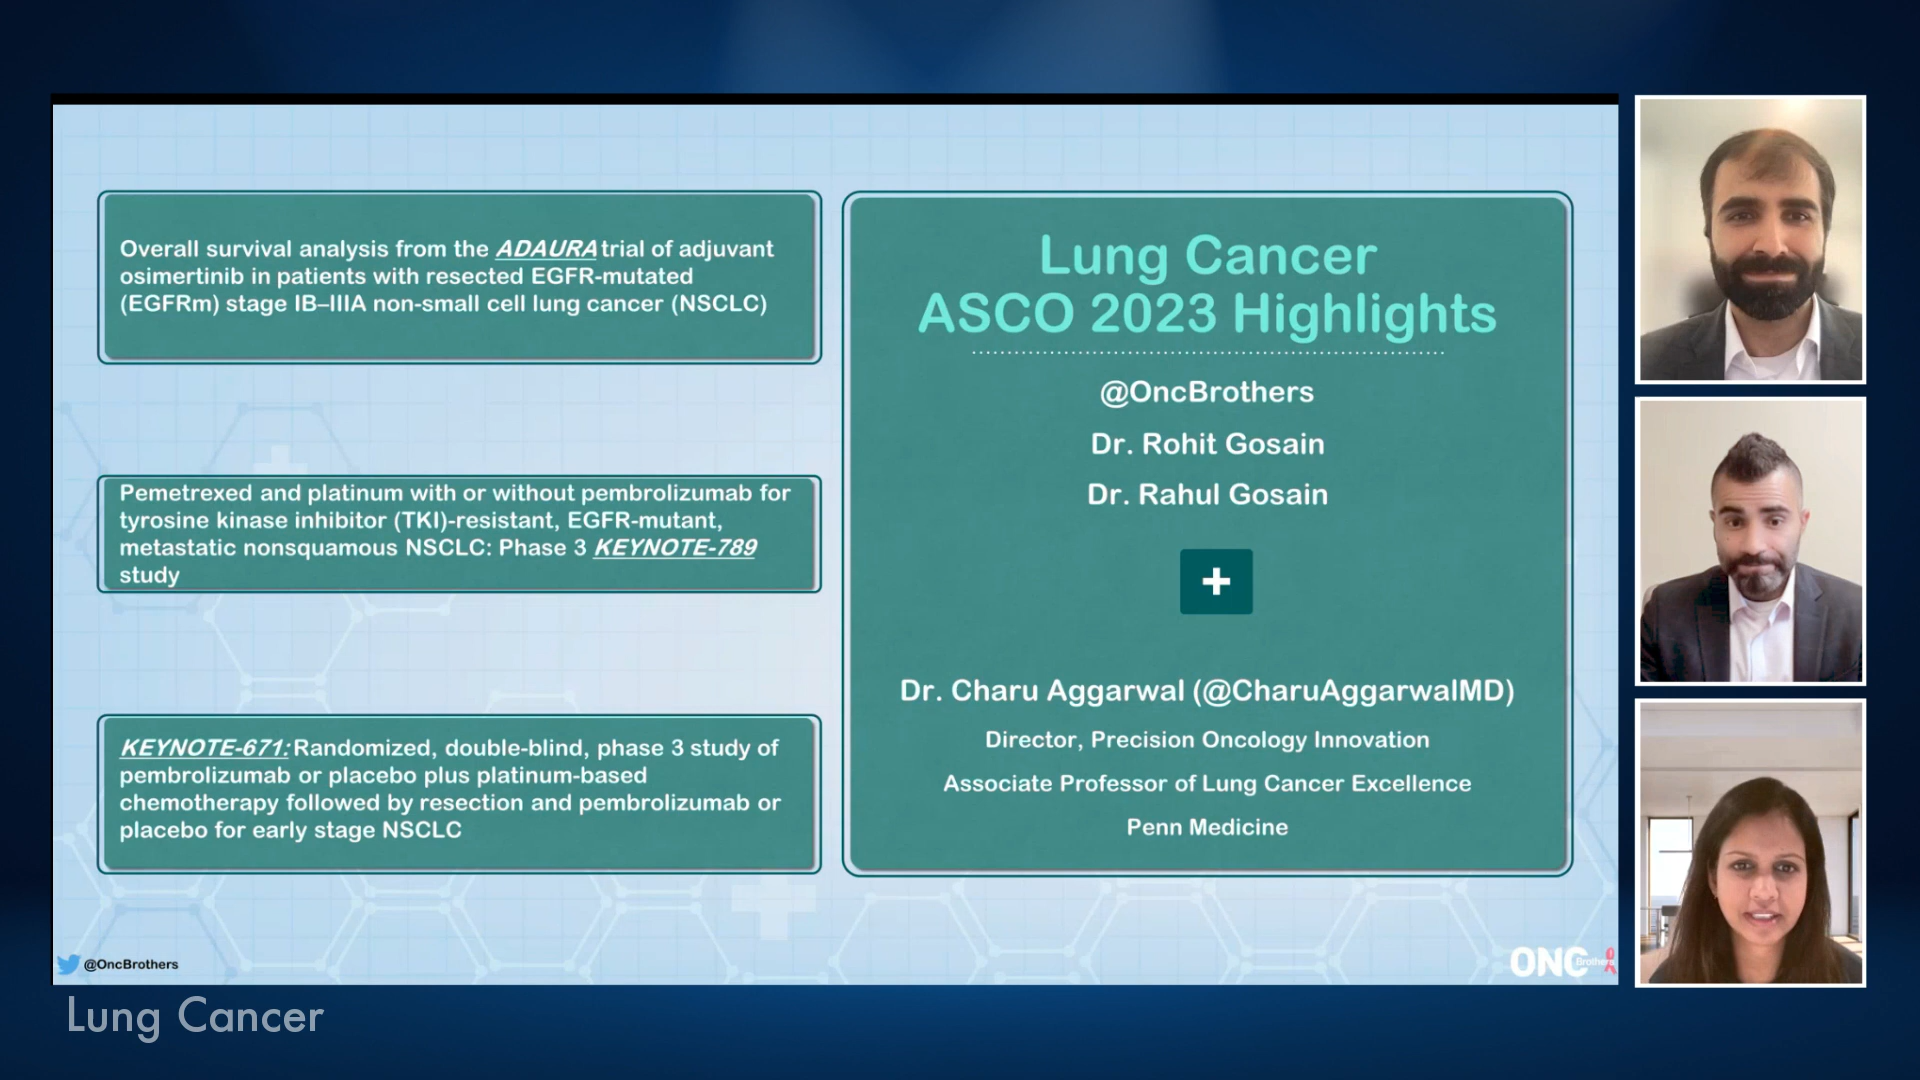 Overall survival analysis from the ADAURA trial of adjuvant
osimertinib in patients with resected EGFR-mutated
(EGFRm) stage IB–IIIA non-small cell lung cancer (NSCLC)
Pemetrexed and platinum with or without pembrolizumab for
tyrosine kinase inhibitor (TKI)-resistant, EGFR-mutant,
metastatic nonsquamous NSCLC: Phase 3 KEYNOTE-789
study
KEYNOTE-671: Randomized, double-blind, phase 3 study of
pembrolizumab or placebo plus platinum-based
chemotherapy followed by resection and pembrolizumab or
placebo for early stage NSCLC
Lung Cancer
ASCO 2023 Highlights
@OncBrothers
Dr. Rohit Gosain
Dr. Rahul Gosain
+
Dr. Charu Aggarwal (@CharuAggarwalMD)
Director, Precision Oncology Innovation
Associate Professor of Lung Cancer Excellence
Penn Medicine
@OncBrothers
ONC Brothers
Lung Cancer